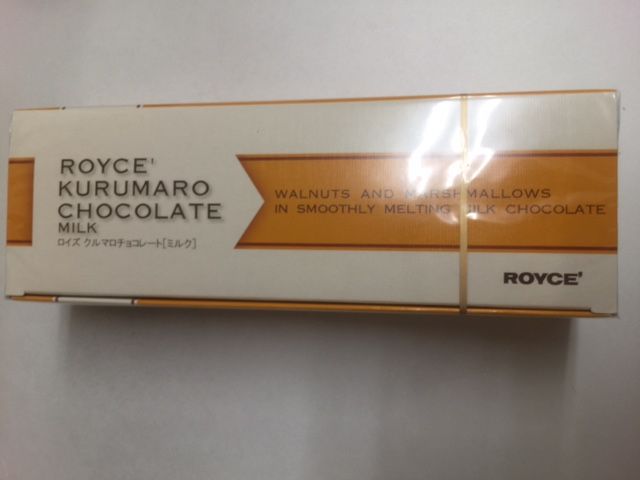 ROYCE'
KURUMARO
CHOCOLATE
MILK
ロイズ クルマロチョコレート[ミルク]
WALNUTS AND MARSHMALLOWS
IN SMOOTHLY MELTING MILK CHOCOLATE
ROYCE'